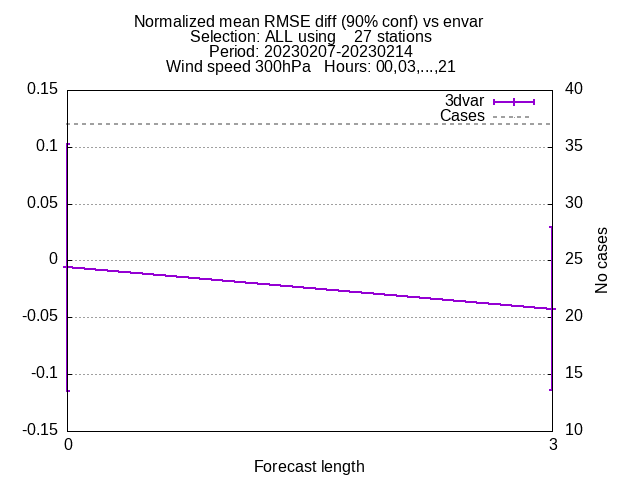 Normalized mean RMSE diff (90% conf) vs envar
Selection: ALL using    27 stations
Period: 20230207-20230214
Wind speed 300hPa   Hours: 00,03,...,21
0.15
0.1
0.05
0
-0.05
-0.1
-0.15
3dvar
Cases
40
35
30
25
20
15
10
No cases
0
3
Forecast length